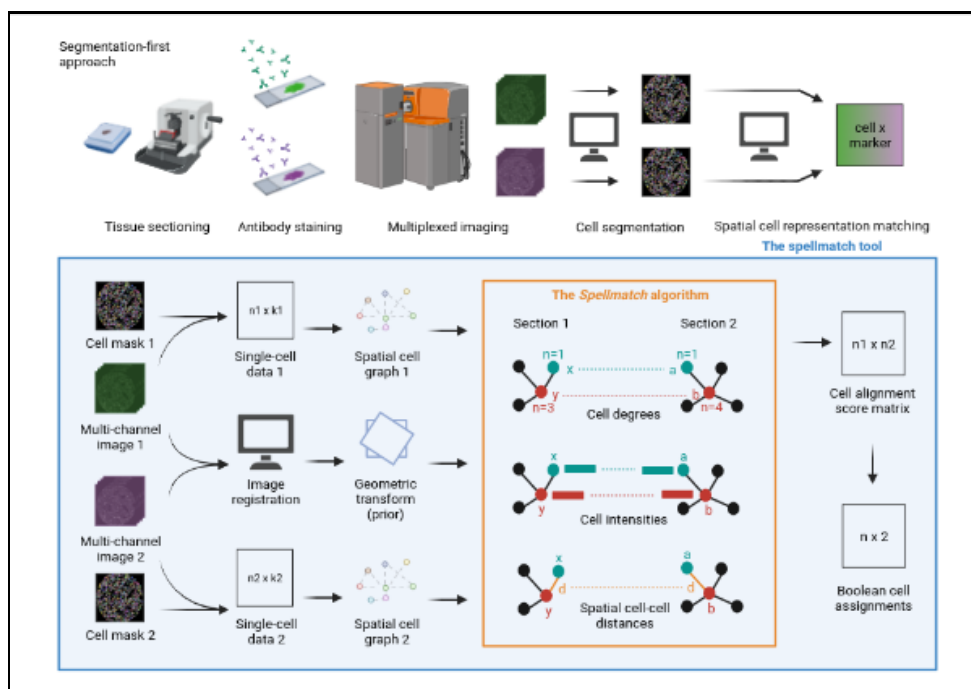 Segmentation-first
approach
cell x
marker
Tissue sectioning
Antibody staining
Multiplexed imaging
Cell segmentation
Spatial cell representation matching
The spellmatch tool
Cell mask 1
n1 x k1
Single-cell
data 1
Spatial cell
graph 1
Multi-channel
image 1
Image
registration
Geometric
transform
(prior)
Multi-channel
image 2
Cell mask 2
n2 x k2
Single-cell
data 2
Spatial cell
graph 2
The Spellmatch algorithm
Section 1
Section 2
n=1
n=1
x
a
y
b
n=3
n=4
Cell degrees
x
a
y
b
Cell intensities
x
a
d
d
y
b
Spatial cell-cell
distances
n1 x n2
Cell alignment
score matrix
n x 2
Boolean cell
assignments